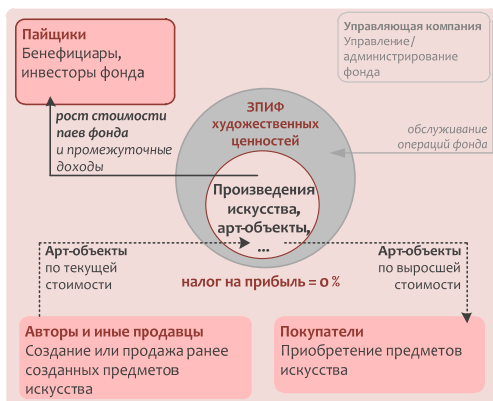 Пайщики
Бенефициары,
инвесторы фонда
Управляющая компания
Управление/
администрирование
фонда
рост стоимости
паев фонда
и промежуточные
доходы
ЗПИФ
художественных
ценностей
обслуживание
операций фонда
Произведения
искусства,
арт-объекты,
...
Арт-объекты
по текущей
стоимости
Арт-объекты
по выросшей
стоимости
налог на прибыль = 0 %
Авторы и иные продавцы
Создание или продажа ранее
созданных предметов
искусства
Покупатели
Приобретение предметов
искусства